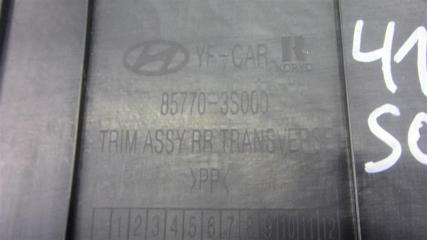 YF-CAR KORYO
85770-3S000
TRIM ASSY RR TRANSVERSE
>PP<
1 2 3 4 5 6 7 8 9 10 11 12
41
SO